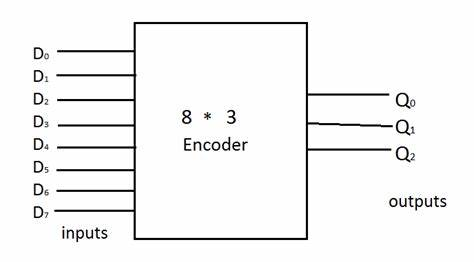 D₀
D₁
D₂
D₃
D₄
D₅
D₆
D₇
inputs
8 * 3
Encoder
Q₀
Q₁
Q₂
outputs